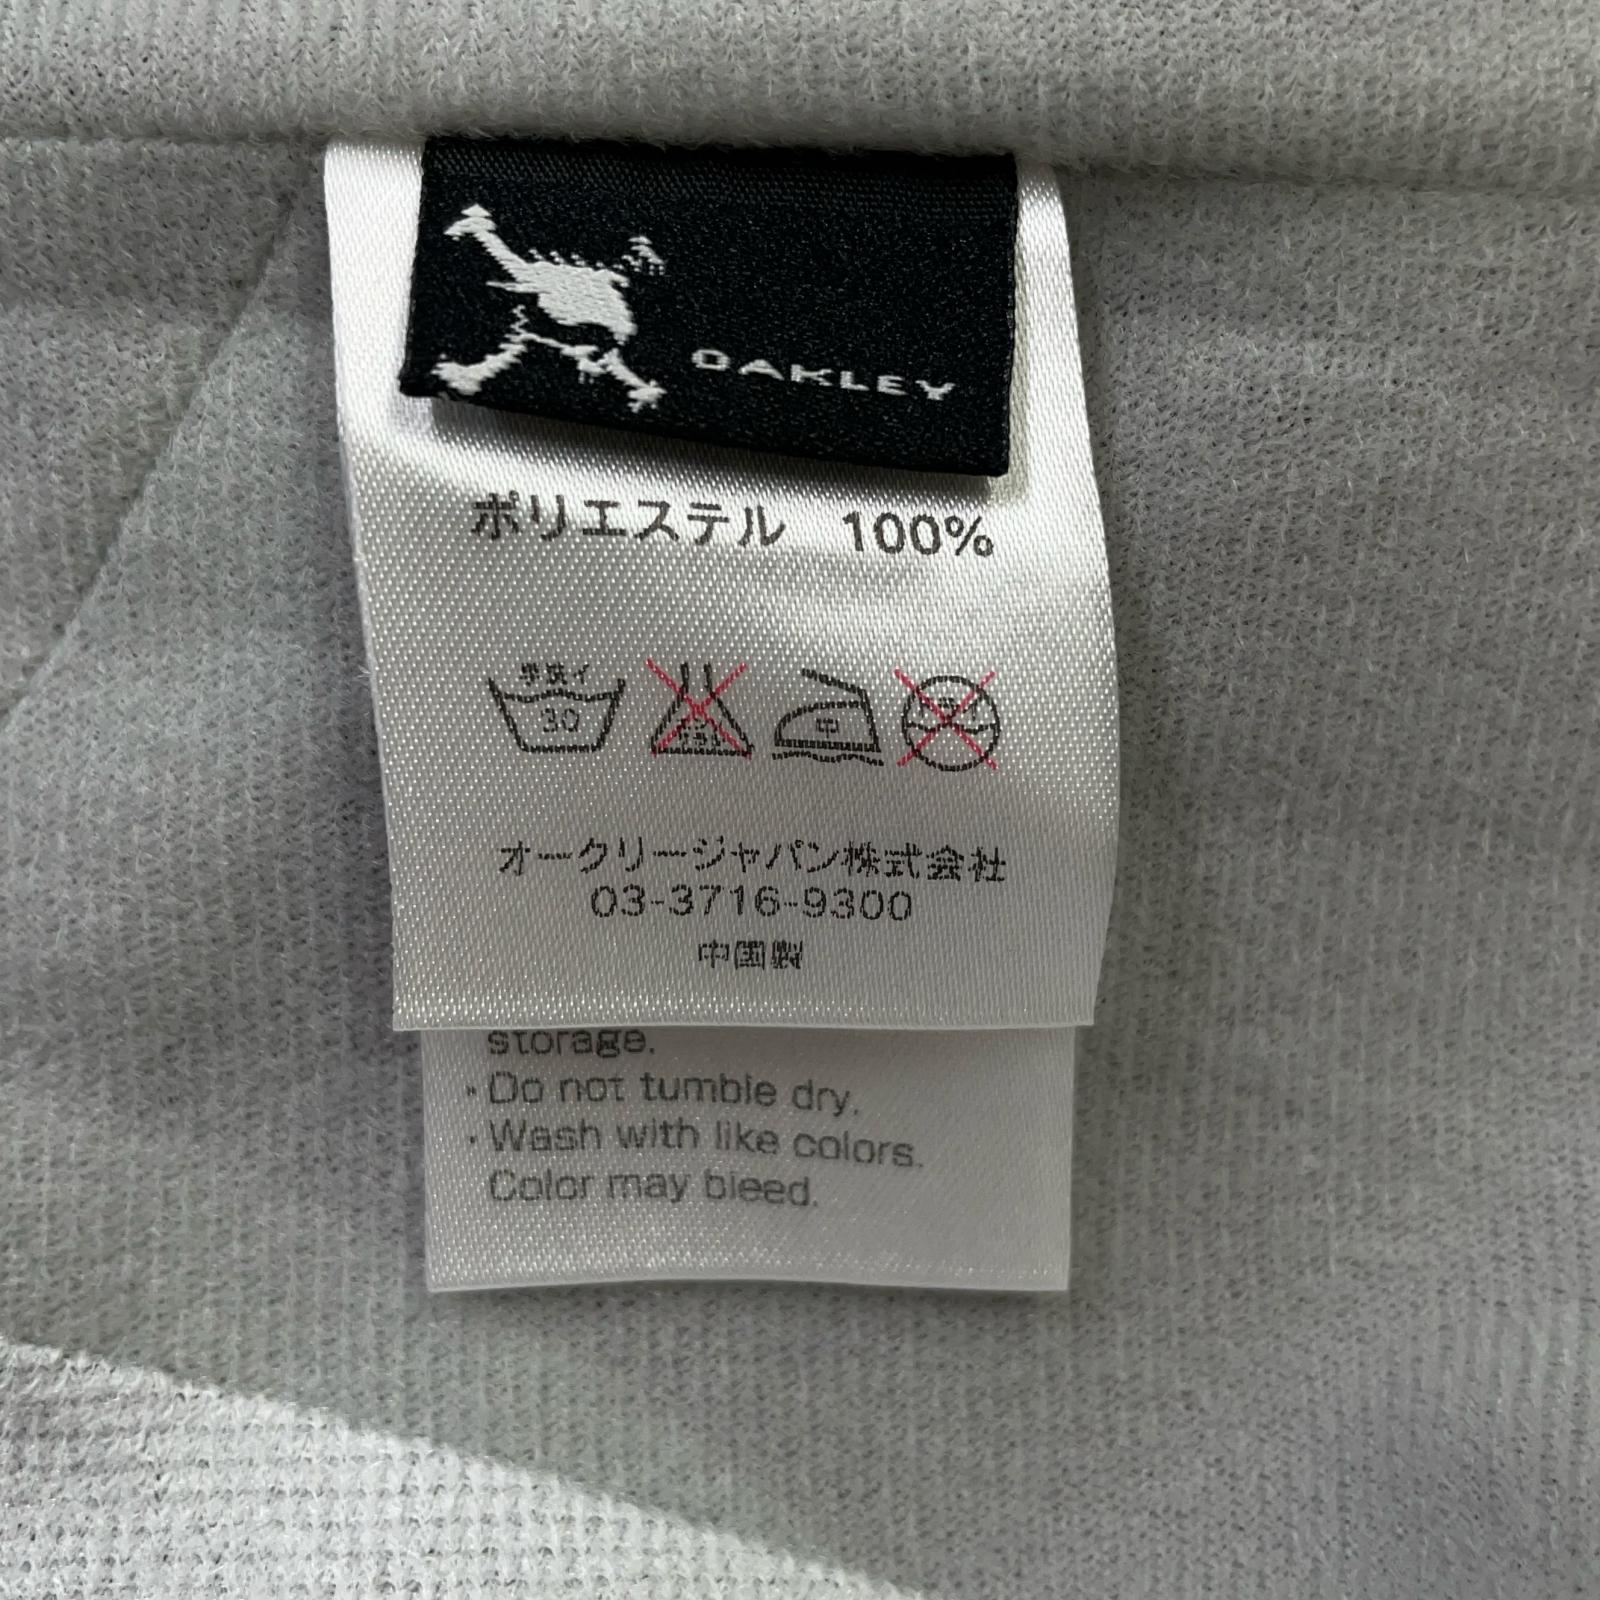 OAKLEY
ポリエステル 100%
手洗イ
30
中
オークリージャパン株式会社
03-3716-9300
中国製
storage.
・Do not tumble dry.
・Wash with like colors.
Color may bleed.